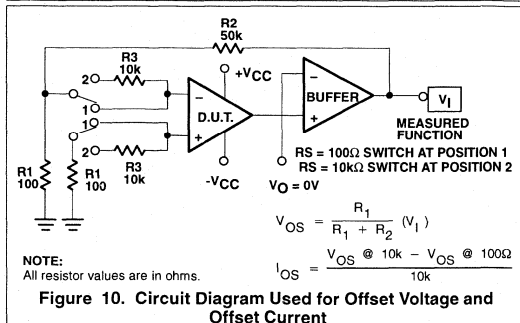 R2
50k
R3
10k
2
+VCC
1
–
D.U.T.
+
–
BUFFER
+
VI
MEASURED
FUNCTION
1
2
R3
10k
R1
100
R1
100
-VCC
VO = 0V
RS = 100Ω SWITCH AT POSITION 1
RS = 10kΩ SWITCH AT POSITION 2
VOS = R1 / (R1 + R2) (VI)
IOS = VOS @ 10k – VOS @ 100Ω / 10k
NOTE:
All resistor values are in ohms.
Figure 10. Circuit Diagram Used for Offset Voltage and
Offset Current